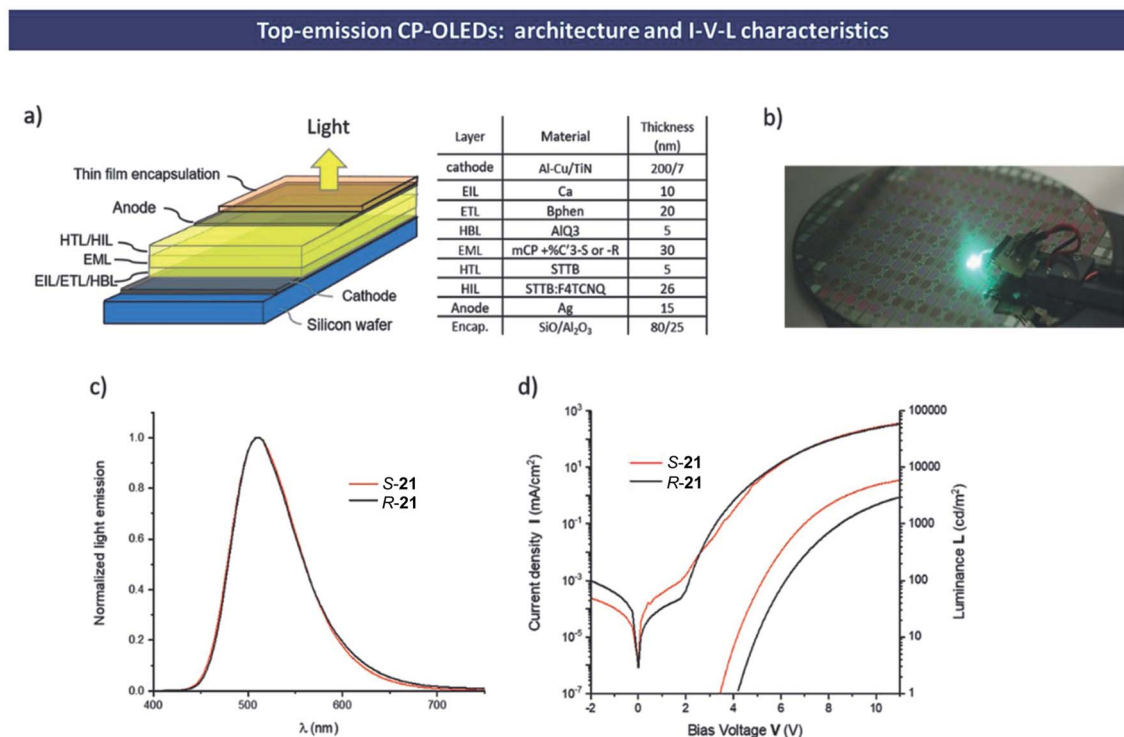 Top-emission CP-OLEDs: architecture and I-V-L characteristics
a)
Light
Thin film encapsulation
Anode
HTL/HIL
EML
EIL/ETL/HBL
Cathode
Silicon wafer
Layer Material Thickness (nm)
cathode Al-Cu/TiN 200/7
EIL Ca 10
ETL Bphen 20
HBL AlQ3 5
EML mCP +%C'3-S or -R 30
HTL STTB 5
HIL STTB:F4TCNQ 26
Anode Ag 15
Encap. SiO/Al₂O₃ 80/25
b)
c)
Normalized light emission
1.0
0.8
0.6
0.4
0.2
0.0
400 500 600 700
λ (nm)
S-21
R-21
d)
Current density I (mA/cm²)
10³
10¹
10⁻¹
10⁻³
10⁻⁵
10⁻⁷
-2 0 2 4 6 8 10
Bias Voltage V (V)
S-21
R-21
100000
10000
1000
100
10
1
Luminance L (cd/m²)